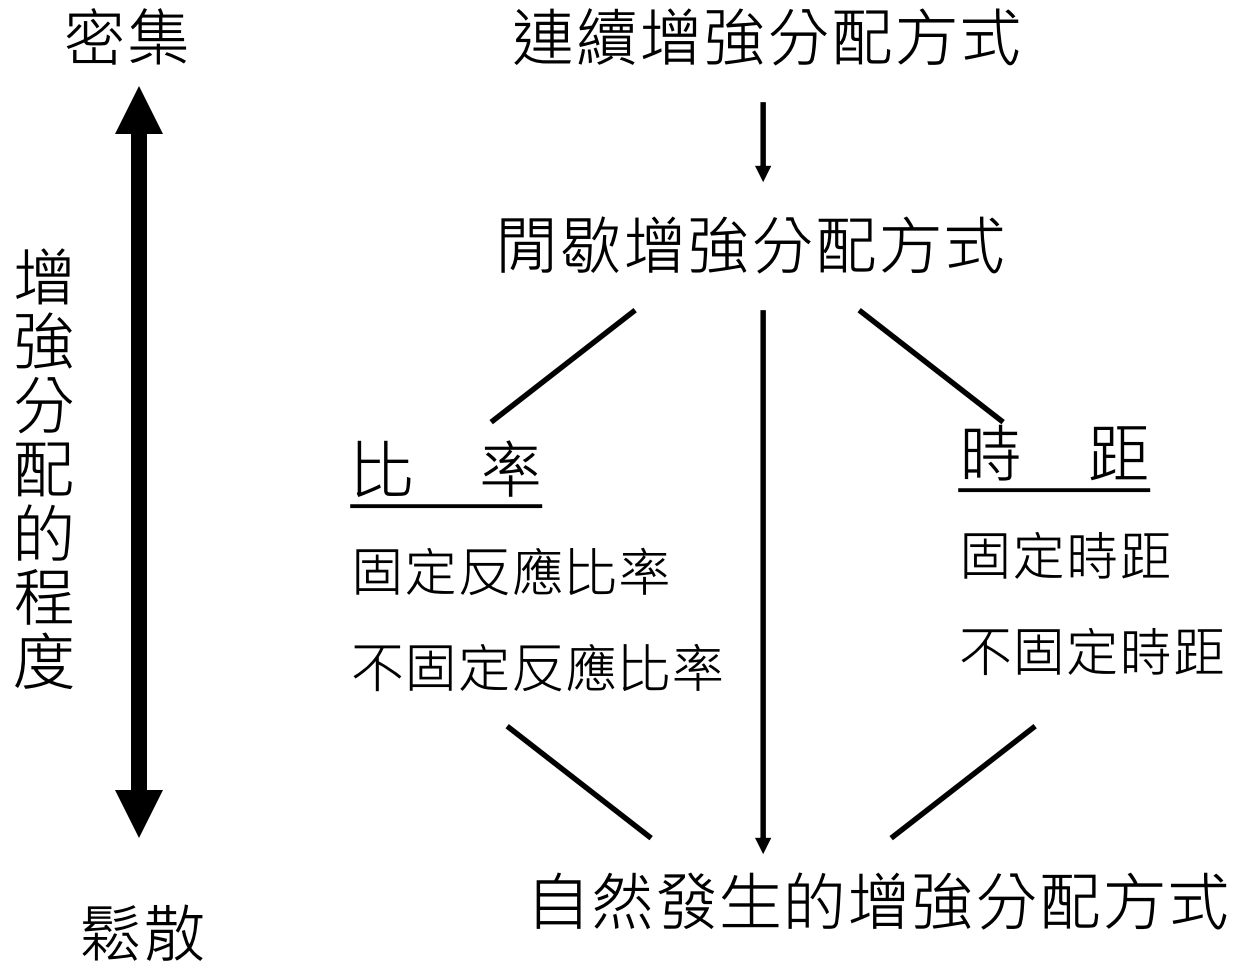 密集
連續增強分配方式
閒歇增強分配方式
增強分配的程度
比 率
時 距
固定反應比率
固定時距
不固定反應比率
不固定時距
自然發生的增強分配方式
鬆散